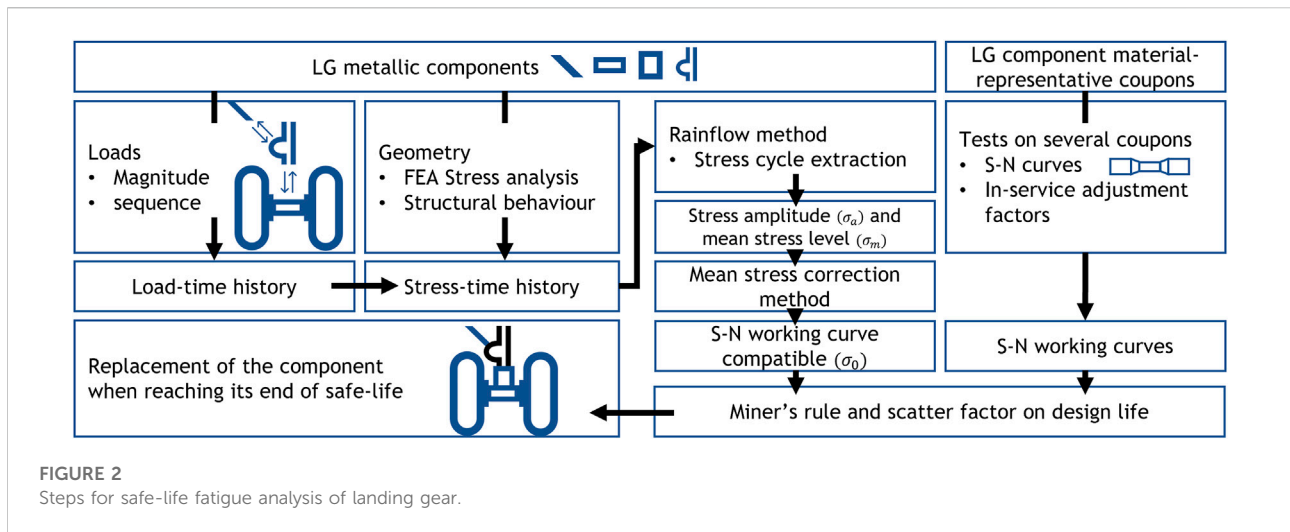 LG metallic components
LG component material-
representative coupons
Loads
• Magnitude
• sequence
Geometry
• FEA Stress analysis
• Structural behaviour
Rainflow method
• Stress cycle extraction
Tests on several coupons
• S-N curves
• In-service adjustment
factors
Stress amplitude (σₐ) and
mean stress level (σₘ)
Load-time history
Stress-time history
Mean stress correction
method
S-N working curve
compatible (σ₀)
S-N working curves
Replacement of the component
when reaching its end of safe-life
Miner's rule and scatter factor on design life
FIGURE 2
Steps for safe-life fatigue analysis of landing gear.